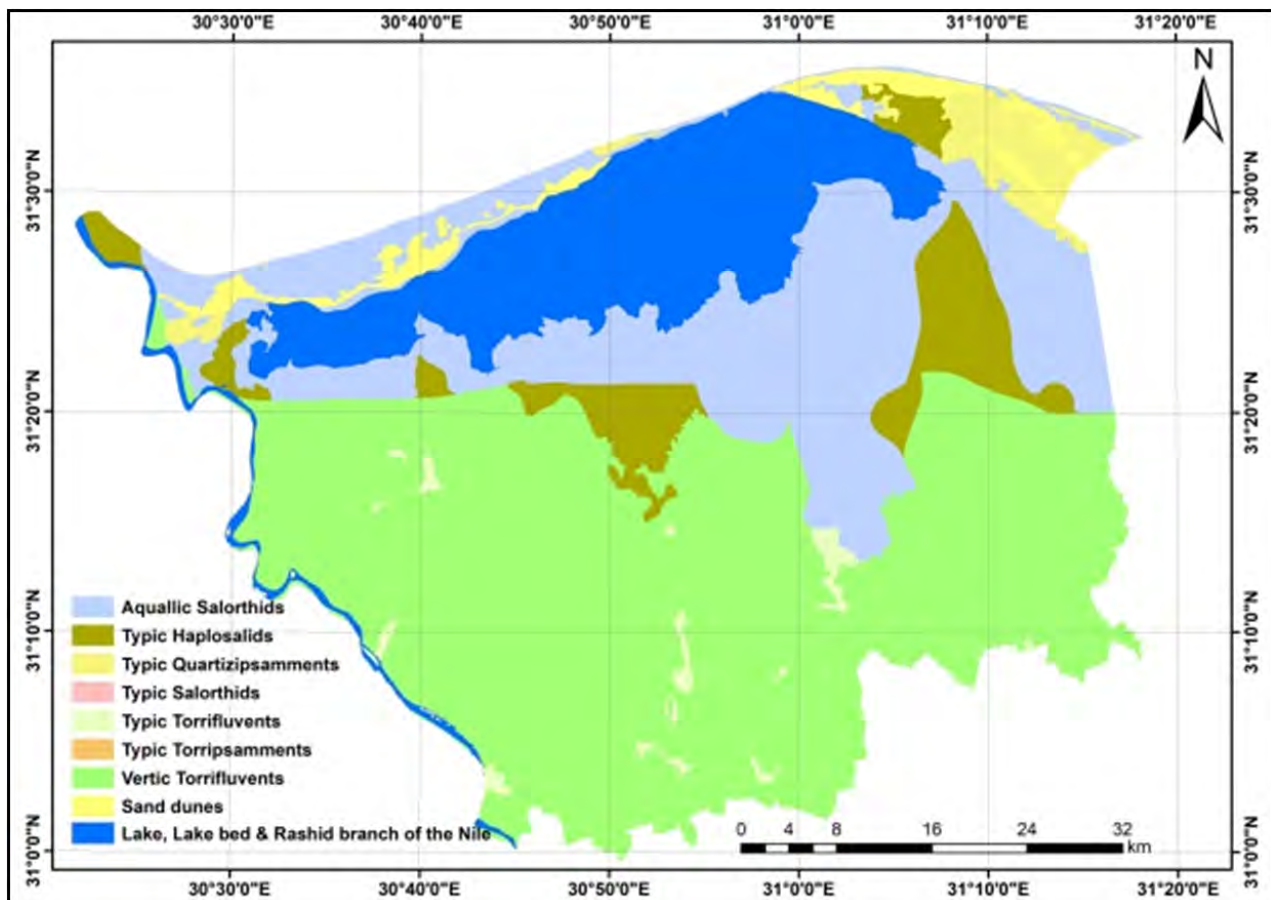 30°30'0"E 30°40'0"E 30°50'0"E 31°0'0"E 31°10'0"E 31°20'0"E
N
31°30'0"N 31°30'0"N
31°20'0"N 31°20'0"N
31°10'0"N 31°10'0"N
31°0'0"N 31°0'0"N
Aquallic Salorthids
Typic Haplosalids
Typic Quartizipsamments
Typic Salorthids
Typic Torrifluvents
Typic Torripsamments
Vertic Torrifluvents
Sand dunes
Lake, Lake bed & Rashid branch of the Nile
0 4 8 16 24 32
km
30°30'0"E 30°40'0"E 30°50'0"E 31°0'0"E 31°10'0"E 31°20'0"E